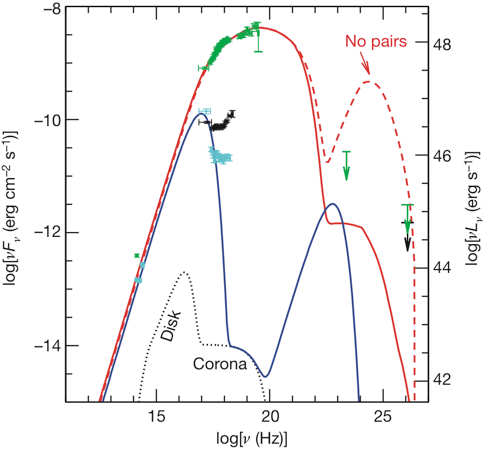 -8
-10
-12
-14
log[νFν (erg cm−2 s−1)]
48
46
44
42
log[νLν (erg s−1)]
No pairs
Disk
Corona
15
20
25
log[ν (Hz)]